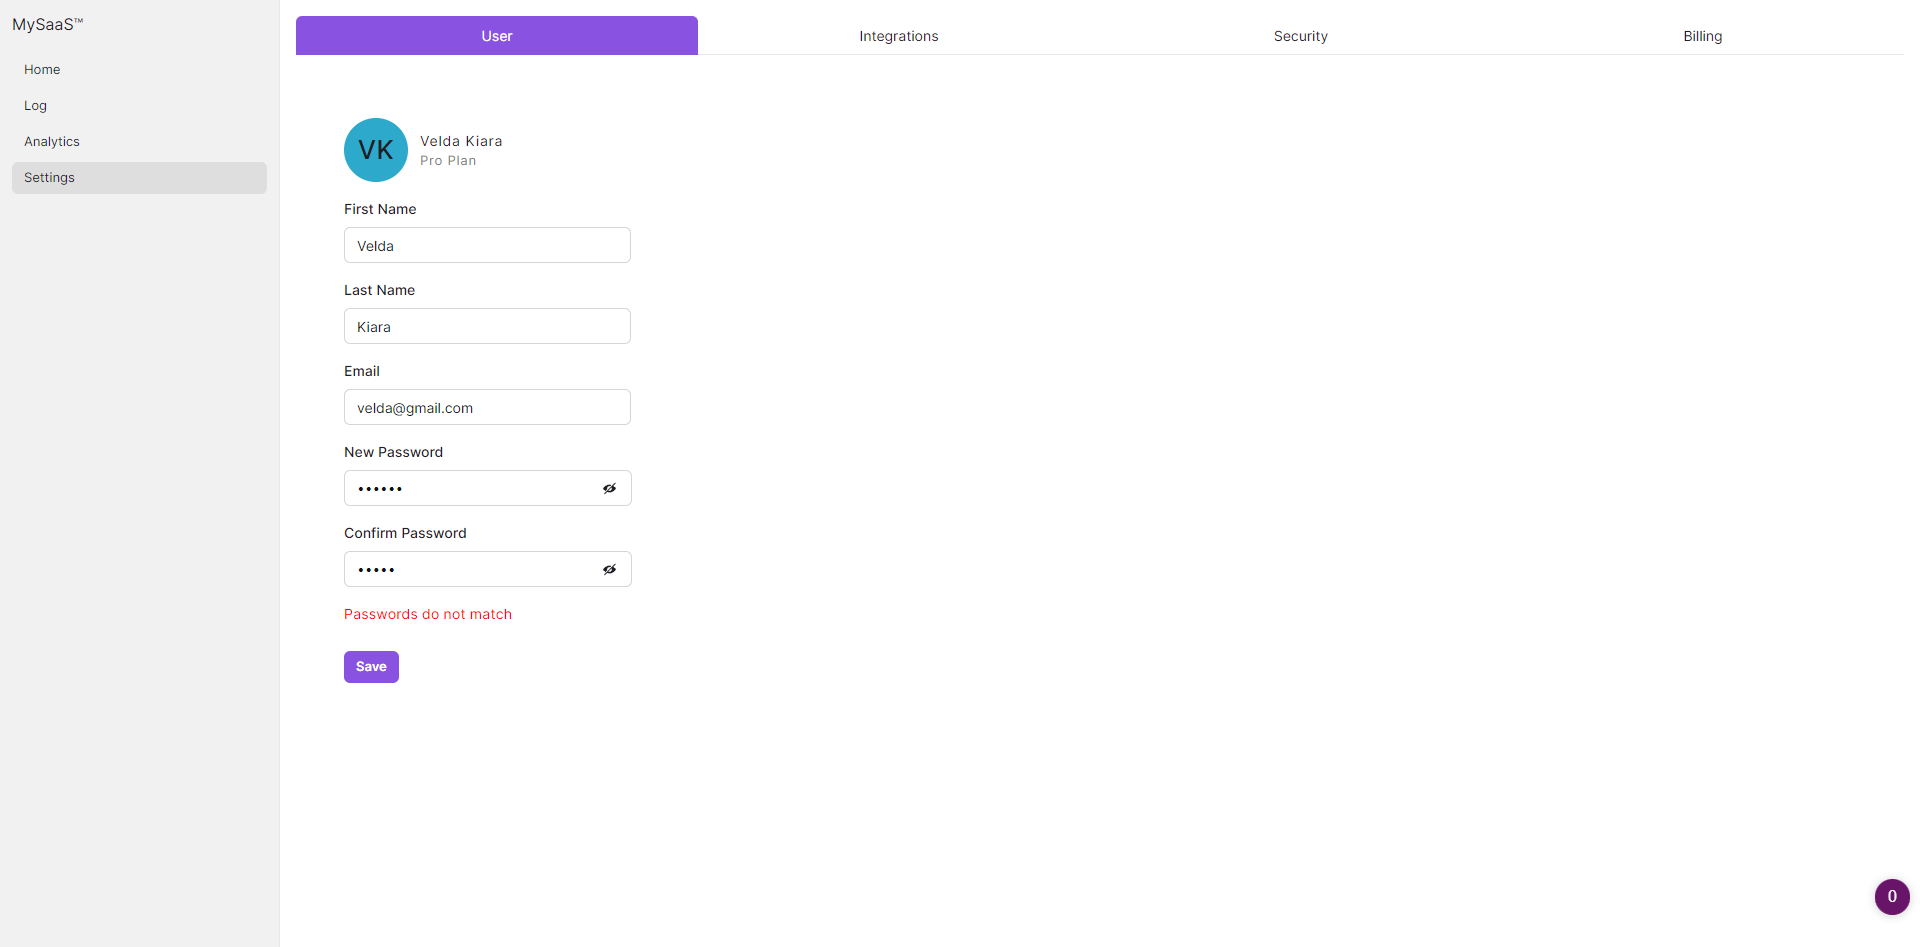 MySaaS™
Home
Log
Analytics
Settings
User
Integrations
Security
Billing
VK
Velda Kiara
Pro Plan
First Name
Velda
Last Name
Kiara
Email
velda@gmail.com
New Password
••••••
Confirm Password
•••••
Passwords do not match
Save
0